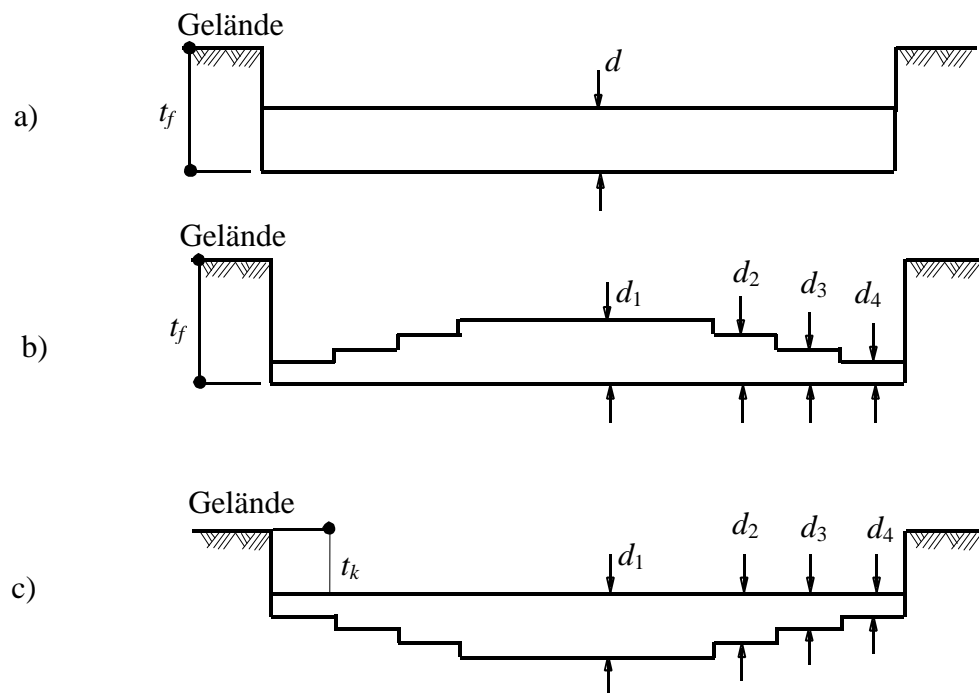 Gelände
d
a)
t_f
Gelände
d_1 d_2 d_3 d_4
t_f
b)
Gelände
d_1 d_2 d_3 d_4
t_k
c)